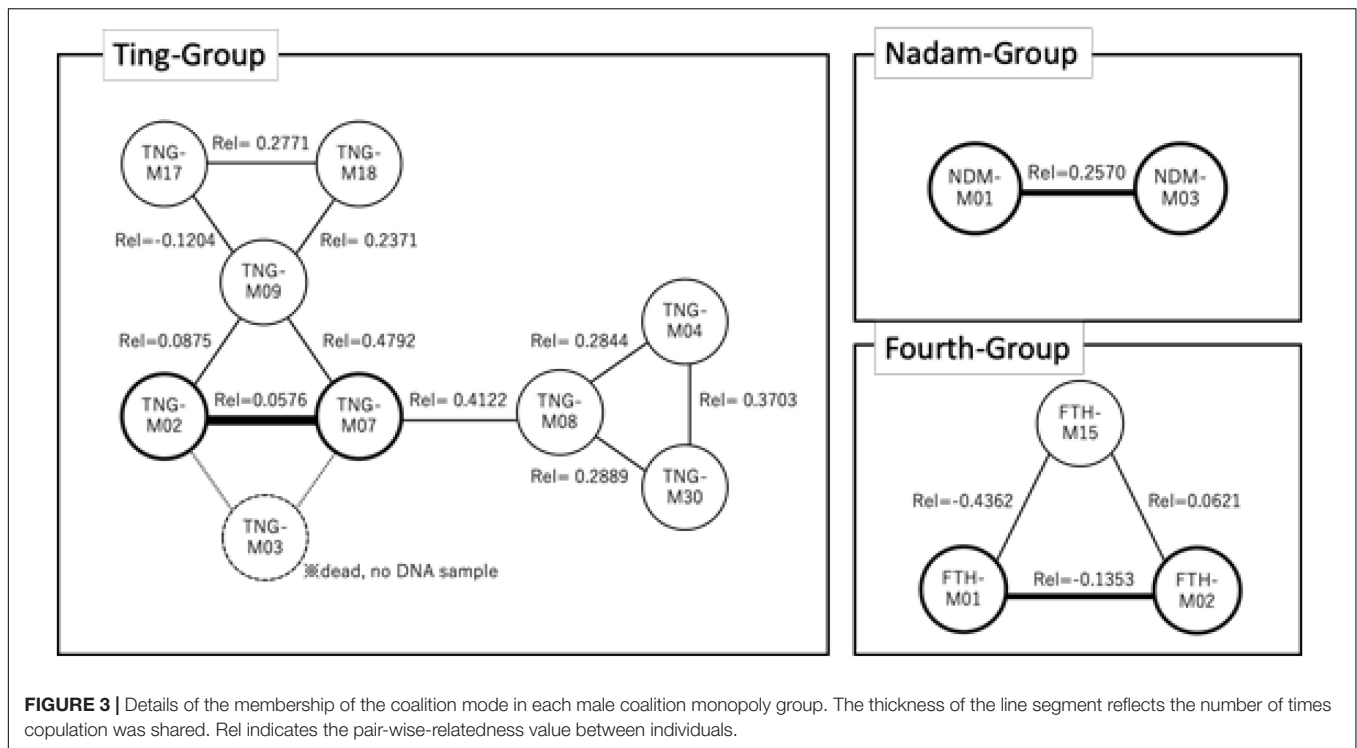 Ting-Group
TNG-
M17
Rel= 0.2771
TNG-
M18
Rel=-0.1204
Rel= 0.2371
TNG-
M09
Rel=0.0875
Rel=0.4792
TNG-
M02
Rel=0.0576
TNG-
M07
Rel= 0.4122
TNG-
M08
Rel= 0.2844
TNG-
M04
Rel= 0.3703
Rel= 0.2889
TNG-
M30
TNG-
M03
※dead, no DNA sample
Nadam-Group
NDM-
M01
Rel=0.2570
NDM-
M03
Fourth-Group
FTH-
M15
Rel=-0.4362
Rel=0.0621
FTH-
M01
Rel=-0.1353
FTH-
M02
FIGURE 3 | Details of the membership of the coalition mode in each male coalition monopoly group. The thickness of the line segment reflects the number of times
copulation was shared. Rel indicates the pair-wise-relatedness value between individuals.